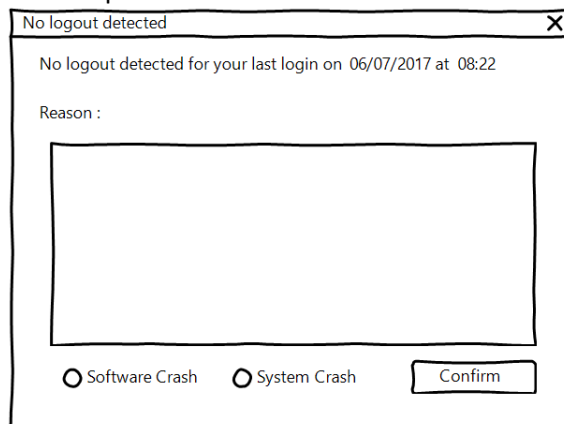 No logout detected
No logout detected for your last login on 06/07/2017 at 08:22
Reason :
Software Crash System Crash Confirm